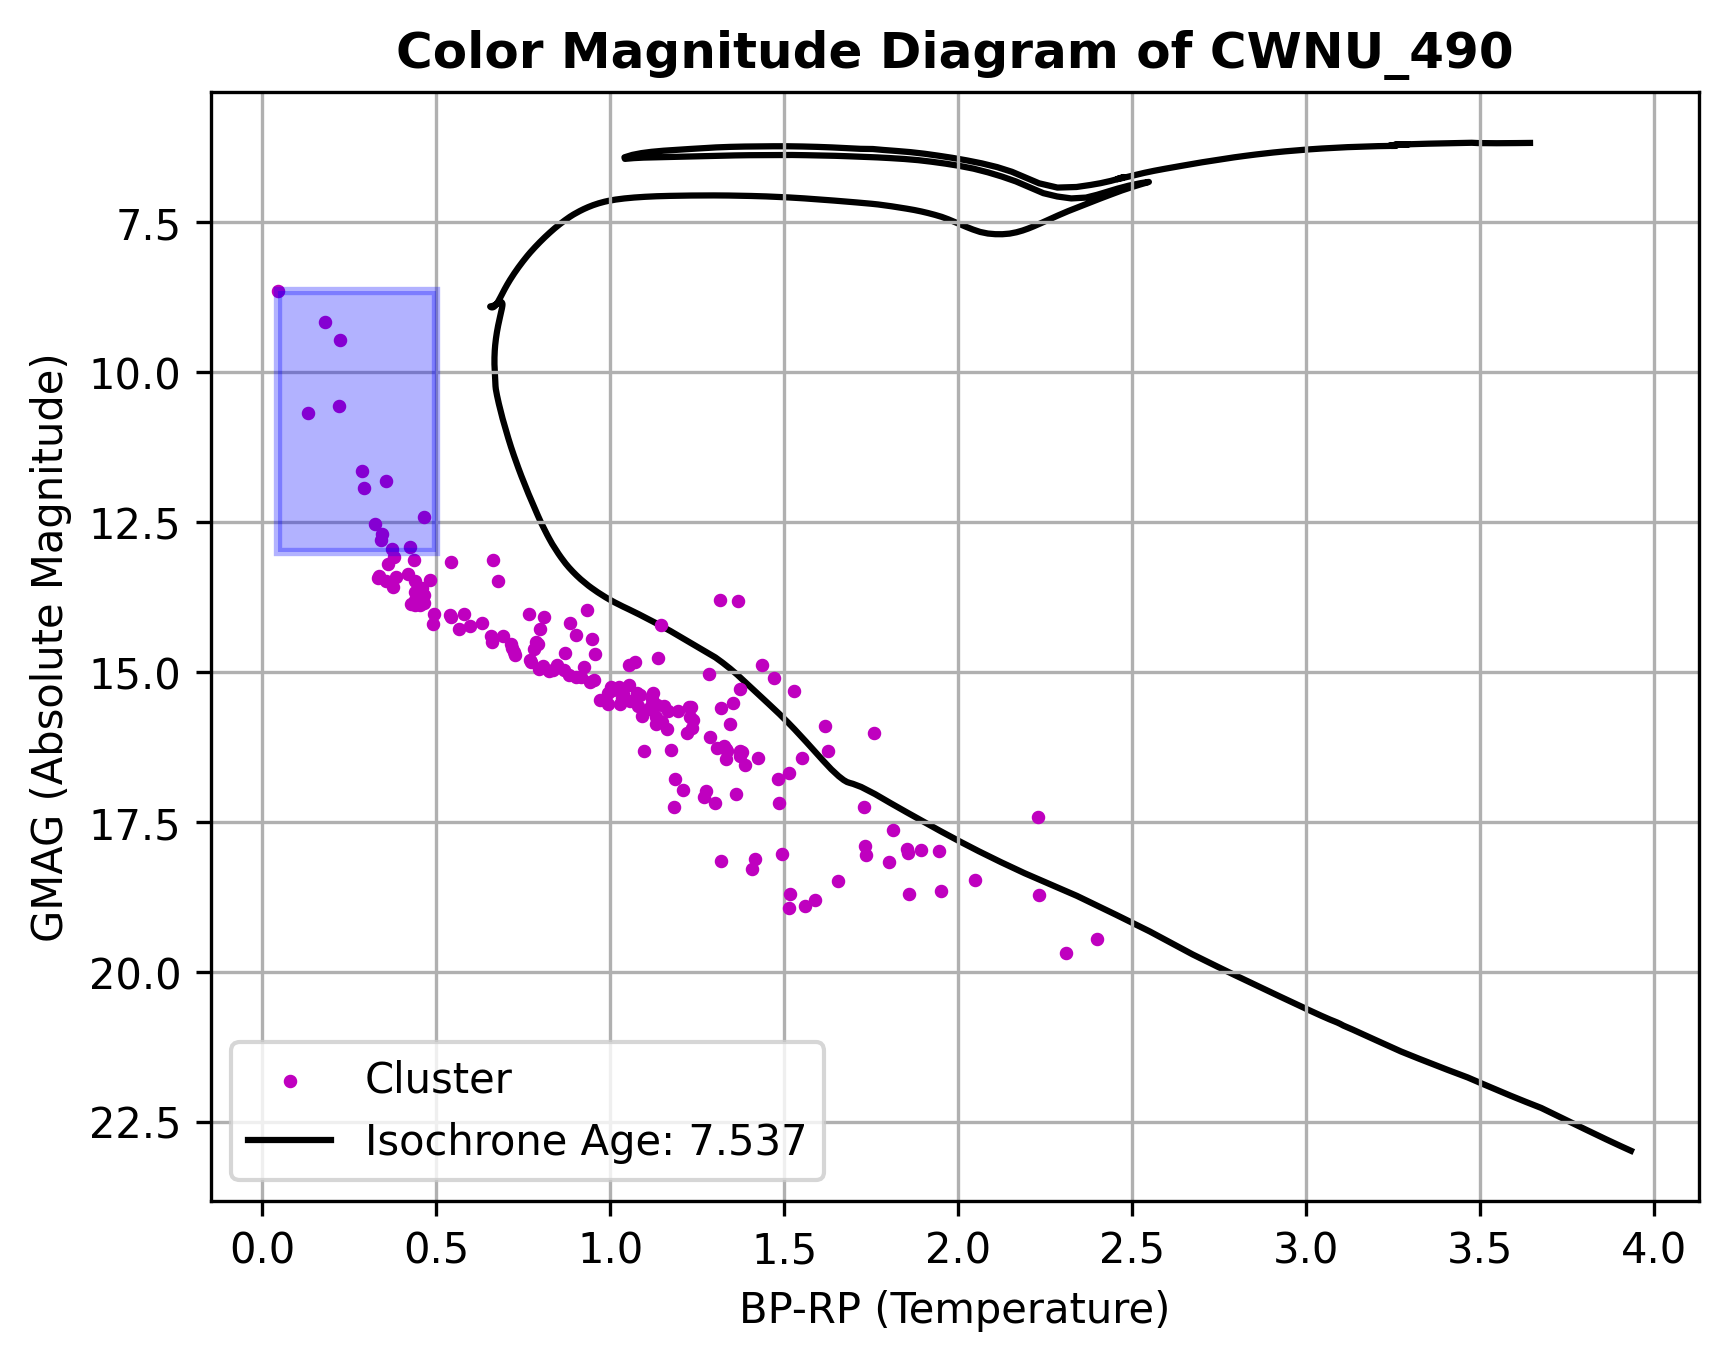 Color Magnitude Diagram of CWNU_490
GMAG (Absolute Magnitude)
7.5
10.0
12.5
15.0
17.5
20.0
22.5
Cluster
Isochrone Age: 7.537
0.0 0.5 1.0 1.5 2.0 2.5 3.0 3.5 4.0
BP-RP (Temperature)